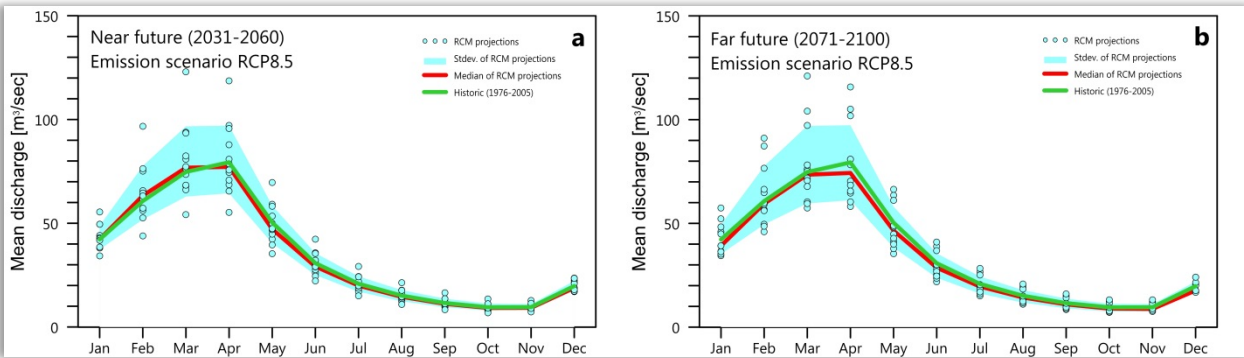 Near future (2031-2060)
Emission scenario RCP8.5
a
RCM projections
Stdev. of RCM projections
Median of RCM projections
Historic (1976-2005)
Mean discharge [m³/sec]
150
100
50
0
Jan Feb Mar Apr May Jun Jul Aug Sep Oct Nov Dec
Far future (2071-2100)
Emission scenario RCP8.5
b
RCM projections
Stdev. of RCM projections
Median of RCM projections
Historic (1976-2005)
Mean discharge [m³/sec]
150
100
50
0
Jan Feb Mar Apr May Jun Jul Aug Sep Oct Nov Dec